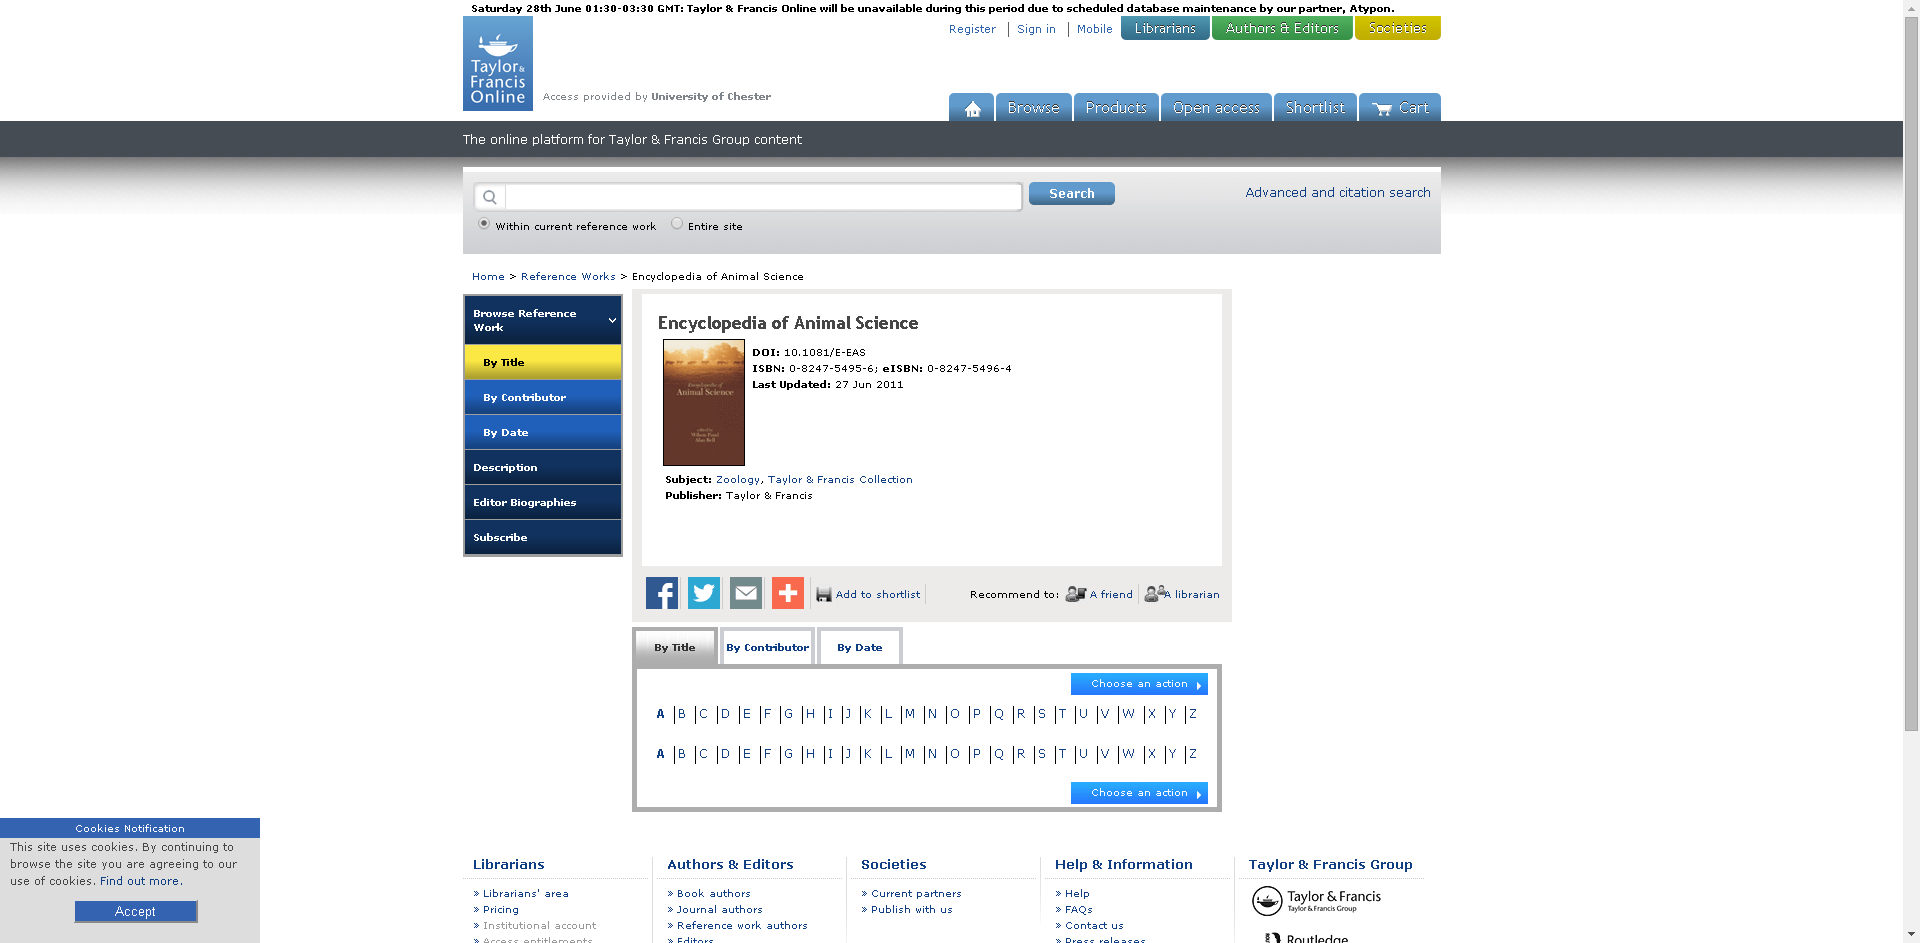 Saturday 28th June 01:30-03:30 GMT: Taylor & Francis Online will be unavailable during this period due to scheduled database maintenance by our partner, Atypon.
Register Sign in Mobile Librarians Authors & Editors Societies
Taylor & Francis Online
Access provided by University of Chester
Browse Products Open access Shortlist Cart
The online platform for Taylor & Francis Group content
Search
Advanced and citation search
Within current reference work Entire site
Home > Reference Works > Encyclopedia of Animal Science
Browse Reference Work
By Title
By Contributor
By Date
Description
Editor Biographies
Subscribe
Encyclopedia of Animal Science
Encyclopedia of
Animal Science
edited by
Wilson Pond
Alan Bell
DOI: 10.1081/E-EAS
ISBN: 0-8247-5495-6; eISBN: 0-8247-5496-4
Last Updated: 27 Jun 2011
Subject: Zoology, Taylor & Francis Collection
Publisher: Taylor & Francis
Add to shortlist
Recommend to: A friend A librarian
By Title By Contributor By Date
Choose an action
A B C D E F G H I J K L M N O P Q R S T U V W X Y Z
A B C D E F G H I J K L M N O P Q R S T U V W X Y Z
Choose an action
Cookies Notification
This site uses cookies. By continuing to
browse the site you are agreeing to our
use of cookies. Find out more.
Accept
Librarians
» Librarians' area
» Pricing
» Institutional account
» Access entitlements
Authors & Editors
» Book authors
» Journal authors
» Reference work authors
» Editors
Societies
» Current partners
» Publish with us
Help & Information
» Help
» FAQs
» Contact us
» Press releases
Taylor & Francis Group
Taylor & Francis
Taylor & Francis Group
Routledge